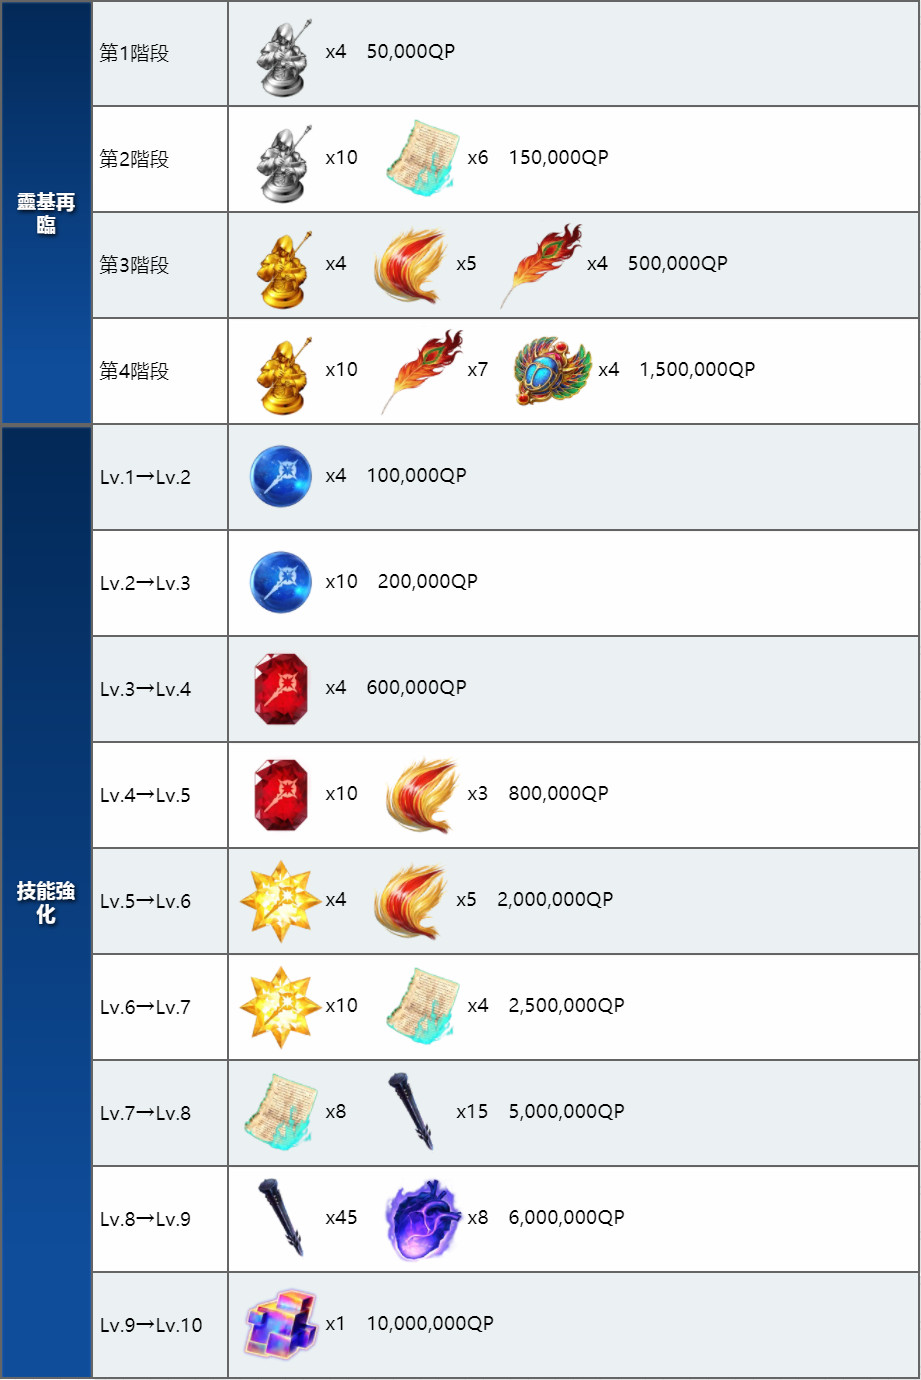 靈基再
臨
第1階段
x4 50,000QP
第2階段
x10 x6 150,000QP
第3階段
x4 x5 x4 500,000QP
第4階段
x10 x7 x4 1,500,000QP
技能強
化
Lv.1→Lv.2
x4 100,000QP
Lv.2→Lv.3
x10 200,000QP
Lv.3→Lv.4
x4 600,000QP
Lv.4→Lv.5
x10 x3 800,000QP
Lv.5→Lv.6
x4 x5 2,000,000QP
Lv.6→Lv.7
x10 x4 2,500,000QP
Lv.7→Lv.8
x8 x15 5,000,000QP
Lv.8→Lv.9
x45 x8 6,000,000QP
Lv.9→Lv.10
x1 10,000,000QP